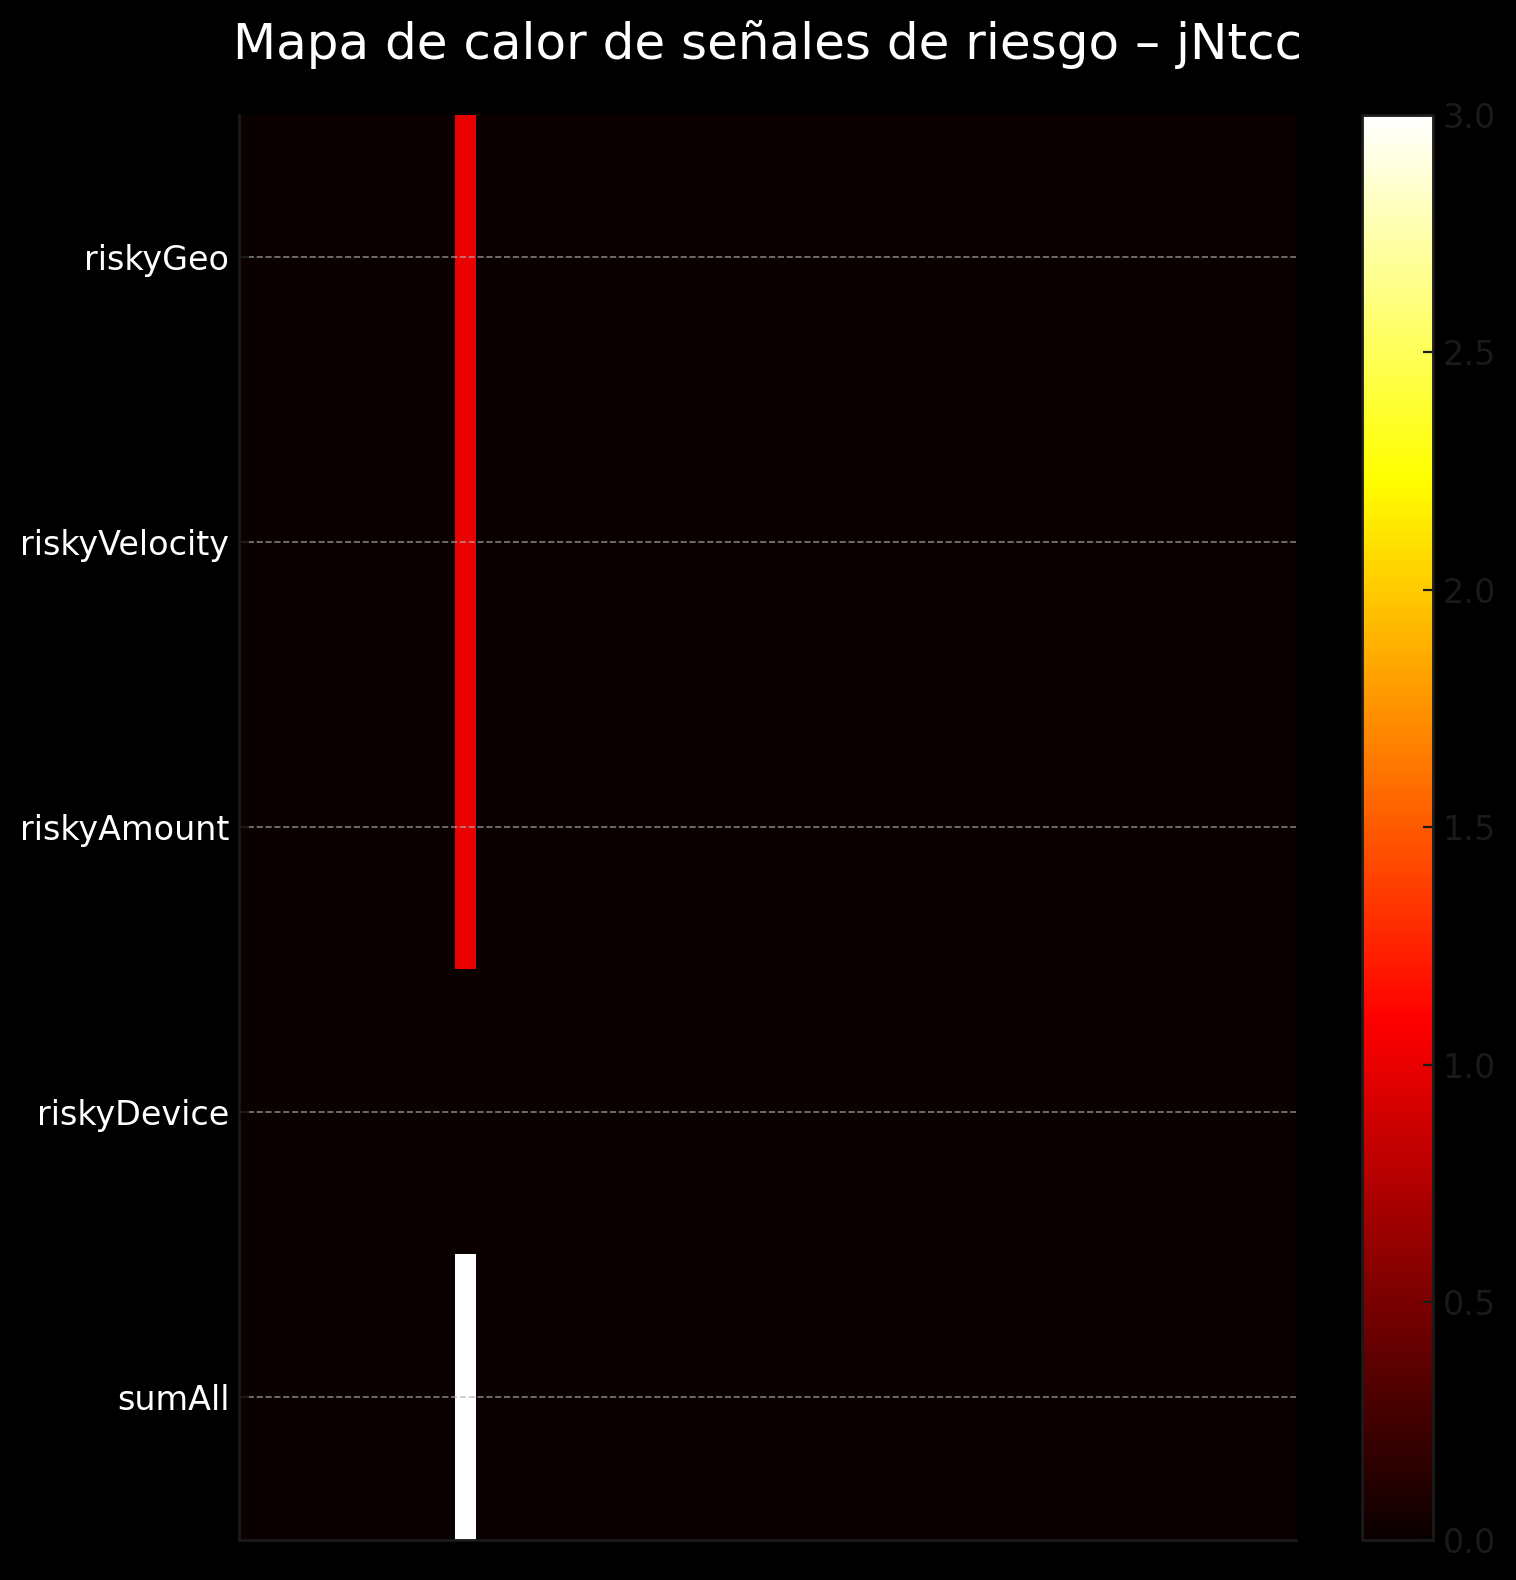 Mapa de calor de señales de riesgo – jNtcc
riskyGeo
riskyVelocity
riskyAmount
riskyDevice
sumAll
3.0
2.5
2.0
1.5
1.0
0.5
0.0